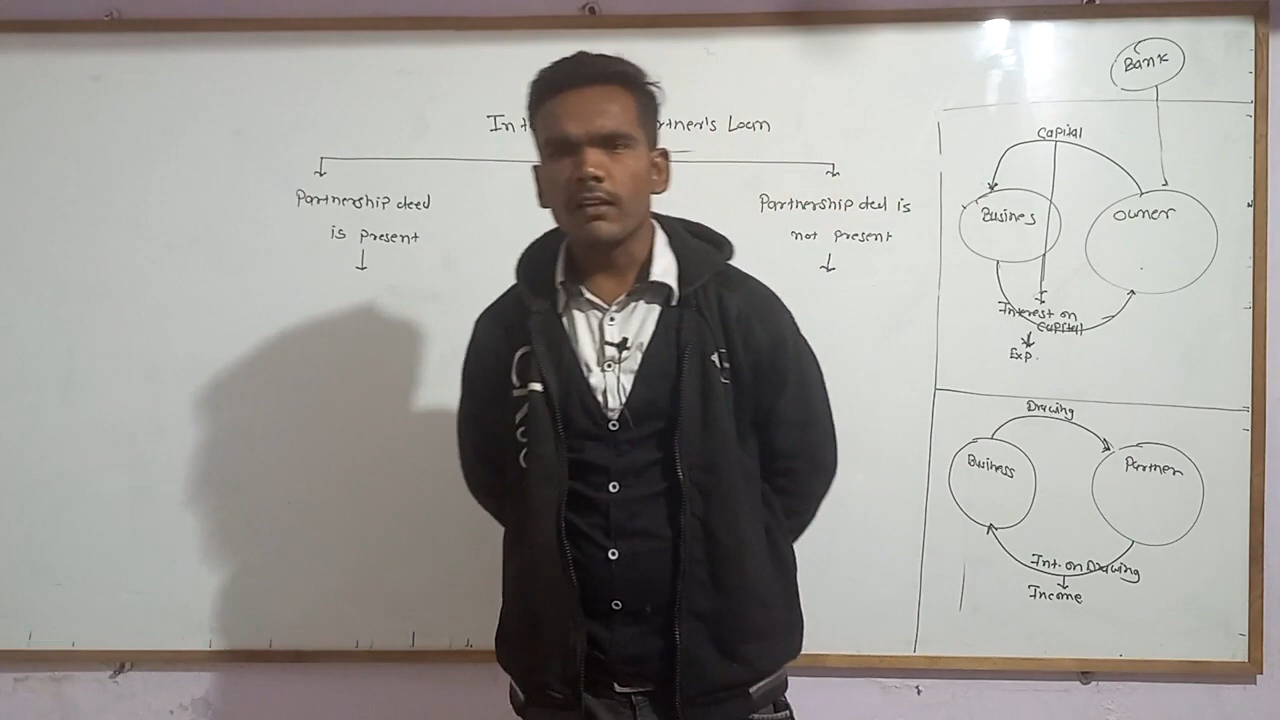 Int rtner's Loan
Partnership deed
is present
Partnership deed is
not present
Bank
Capital
Busines
Owner
Interest on
Capital
Exp.
Drawing
Business
Partner
Int. on Drawing
Income